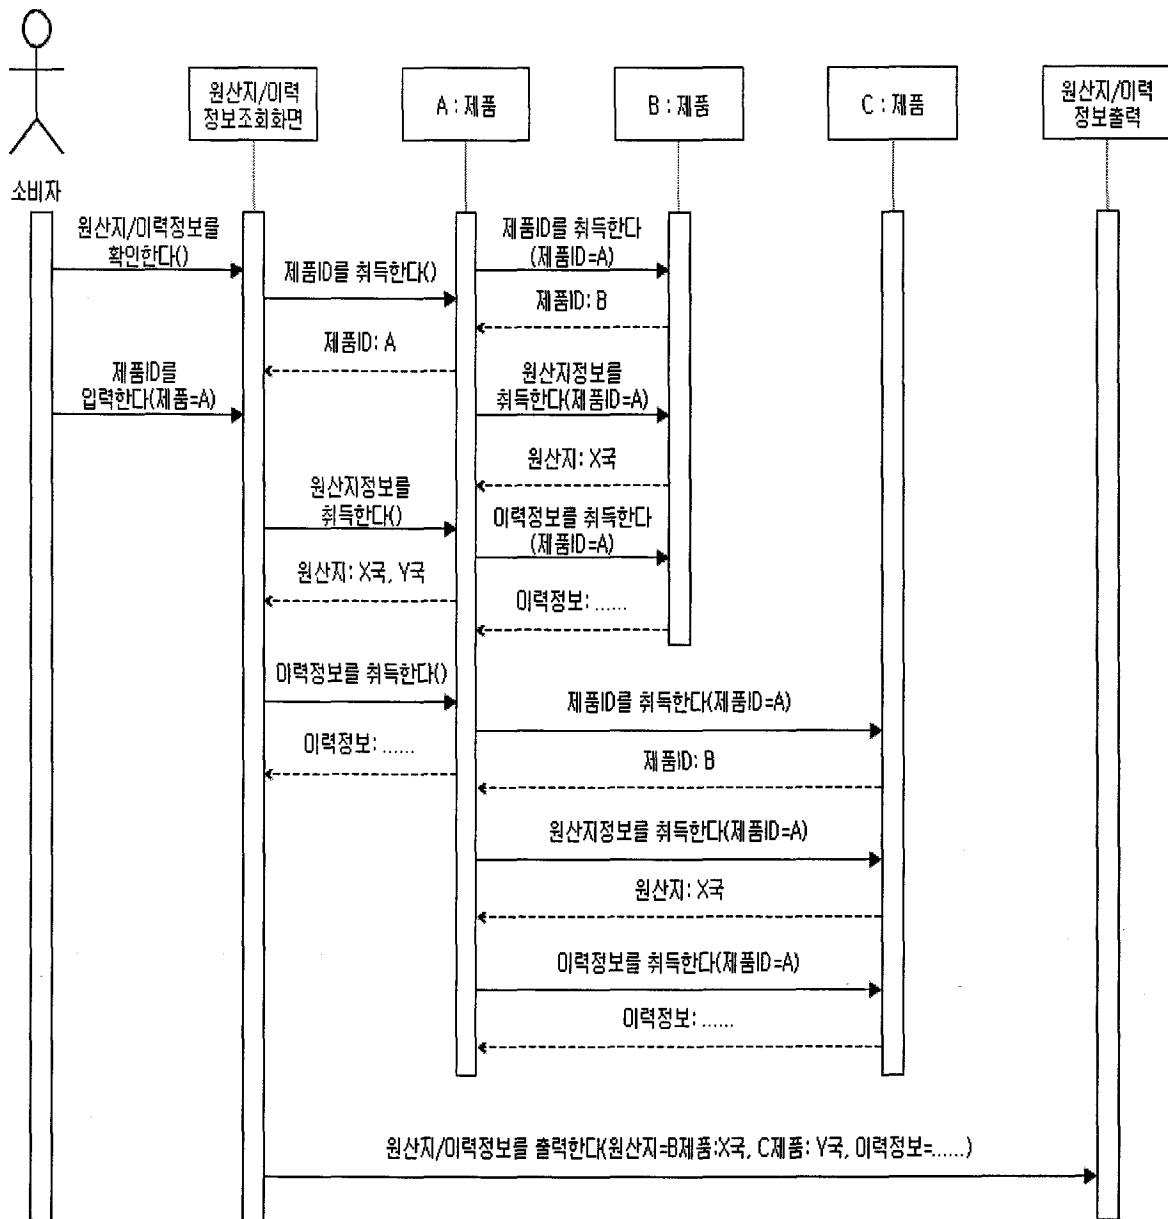 원산지/이력
정보조회화면
A : 제품
B : 제품
C : 제품
원산지/이력
정보출력
소비자
원산지/이력정보를
확인한다()
제품ID를 취득한다()
제품ID를 취득한다
(제품ID=A)
제품ID: B
제품ID: A
제품ID를
입력한다(제품=A)
원산지정보를
취득한다(제품ID=A)
원산지: X국
원산지정보를
취득한다()
이력정보를 취득한다
(제품ID=A)
원산지: X국, Y국
이력정보: ......
이력정보를 취득한다()
제품ID를 취득한다(제품ID=A)
이력정보: ......
제품ID: B
원산지정보를 취득한다(제품ID=A)
원산지: X국
이력정보를 취득한다(제품ID=A)
이력정보: ......
원산지/이력정보를 출력한다(원산지=B제품:X국, C제품: Y국, 이력정보=......)